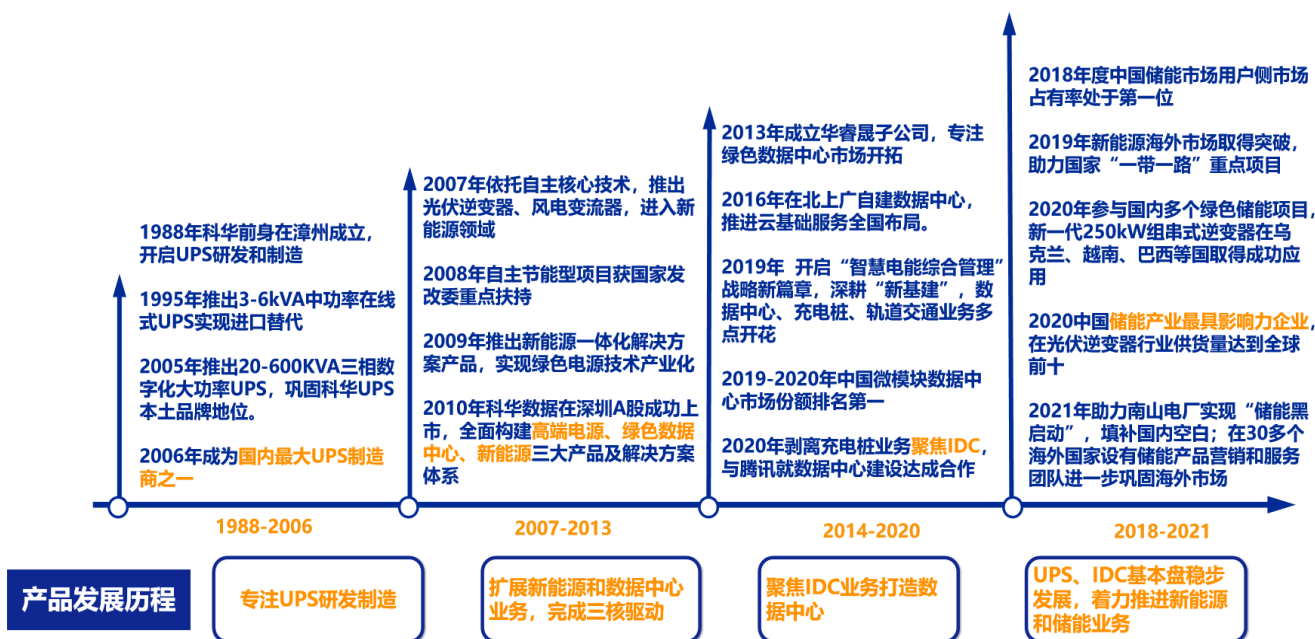 1988年科华前身在漳州成立，
开启UPS研发和制造
1995年推出3-6kVA中功率在线
式UPS实现进口替代
2005年推出20-600KVA三相数
字化大功率UPS，巩固科华UPS
本土品牌地位。
2006年成为国内最大UPS制造
商之一
2007年依托自主核心技术，推出
光伏逆变器、风电变流器，进入新
能源领域
2008年自主节能型项目获国家发
改委重点扶持
2009年推出新能源一体化解决方
案产品，实现绿色电源技术产业化
2010年科华数据在深圳A股成功上
市，全面构建高端电源、绿色数据
中心、新能源三大产品及解决方案
体系
2013年成立华睿晟子公司，专注
绿色数据中心市场开拓
2016年在北上广自建数据中心，
推进云基础服务全国布局。
2019年 开启“智慧电能综合管理”
战略新篇章，深耕“新基建”，数
据中心、充电桩、轨道交通业务多
点开花
2019-2020年中国微模块数据中
心市场份额排名第一
2020年剥离充电桩业务聚焦IDC，
与腾讯就数据中心建设达成合作
2018年度中国储能市场用户侧市场
占有率处于第一位
2019年新能源海外市场取得突破，
助力国家“一带一路”重点项目
2020年参与国内多个绿色储能项目，
新一代250kW组串式逆变器在乌
克兰、越南、巴西等国取得成功应
用
2020中国储能产业最具影响力企业，
在光伏逆变器行业供货量达到全球
前十
2021年助力南山电厂实现“储能黑
启动”，填补国内空白；在30多个
海外国家设有储能产品营销和服务
团队进一步巩固海外市场
1988-2006
2007-2013
2014-2020
2018-2021
产品发展历程
专注UPS研发制造
扩展新能源和数据中心
业务，完成三核驱动
聚焦IDC业务打造数
据中心
UPS、IDC基本盘稳步
发展，着力推进新能源
和储能业务